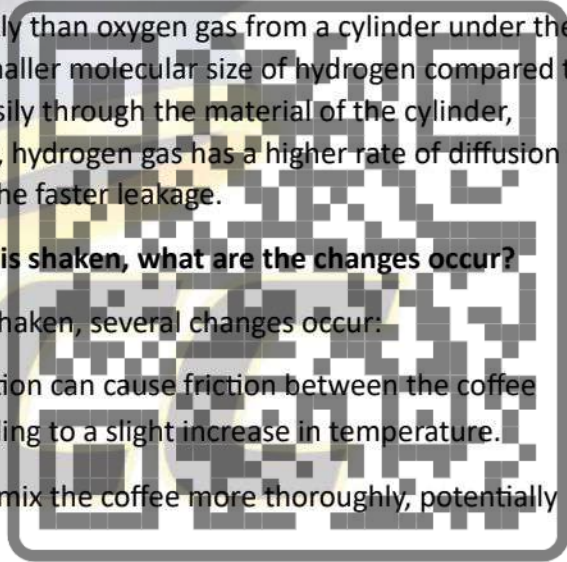 ly than oxygen gas from a cylinder under the
naller molecular size of hydrogen compared t
sily through the material of the cylinder,
, hydrogen gas has a higher rate of diffusion
he faster leakage.
is shaken, what are the changes occur?
haken, several changes occur:
tion can cause friction between the coffee
ling to a slight increase in temperature.
mix the coffee more thoroughly, potentially